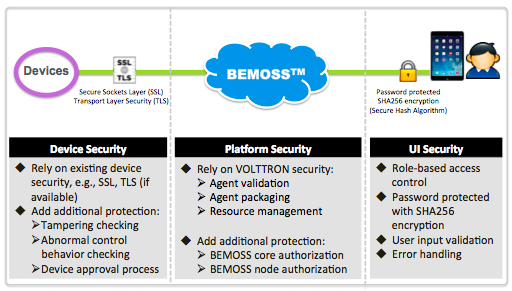 Devices
SSL
TLS
BEMOSS™
Secure Sockets Layer (SSL)
Transport Layer Security (TLS)
Password protected
SHA256 encryption
(Secure Hash Algorithm)
Device Security
◆ Rely on existing device
security, e.g., SSL, TLS (if
available)
◆ Add additional protection:
➢ Tampering checking
➢ Abnormal control
behavior checking
➢ Device approval process
Platform Security
◆ Rely on VOLTTRON security:
➢ Agent validation
➢ Agent packaging
➢ Resource management
◆ Add additional protection:
➢ BEMOSS core authorization
➢ BEMOSS node authorization
UI Security
◆ Role-based access
control
◆ Password protected
with SHA256
encryption
◆ User input validation
◆ Error handling